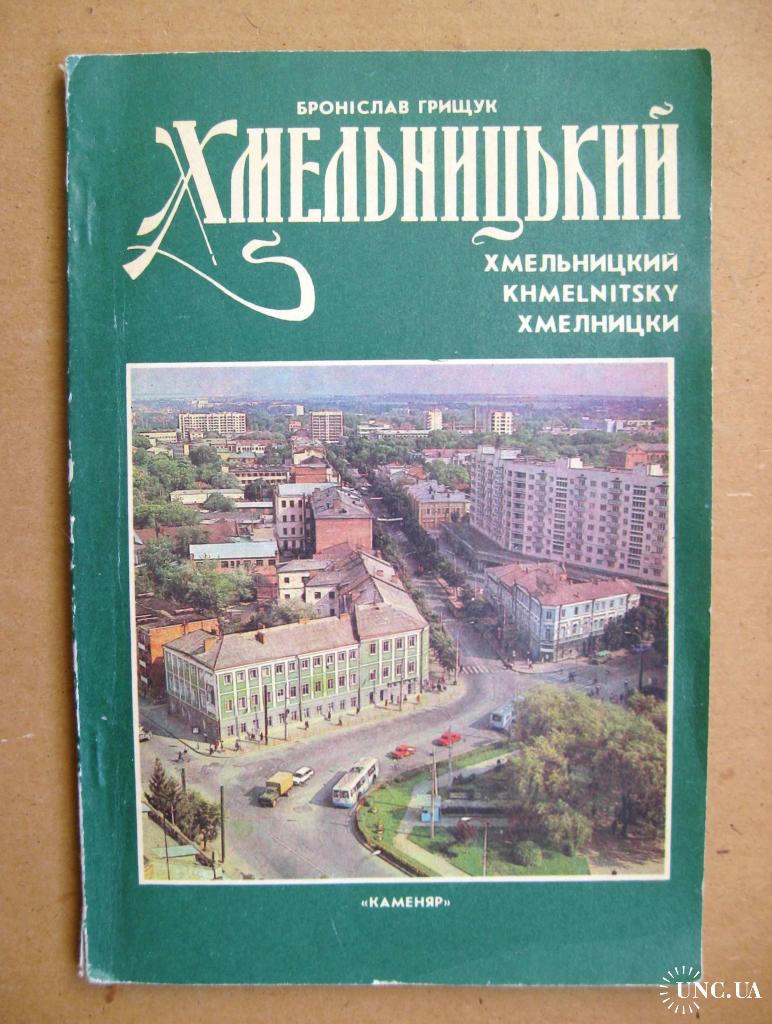 БРОНІСЛАВ ГРИЩУК
ХМЕЛЬНИЦЬКИЙ
ХМЕЛЬНИЦКИЙ
KHMELNITSKY
ХМЕЛНИЦКИ
«КАМЕНЯР»
UNC.UA